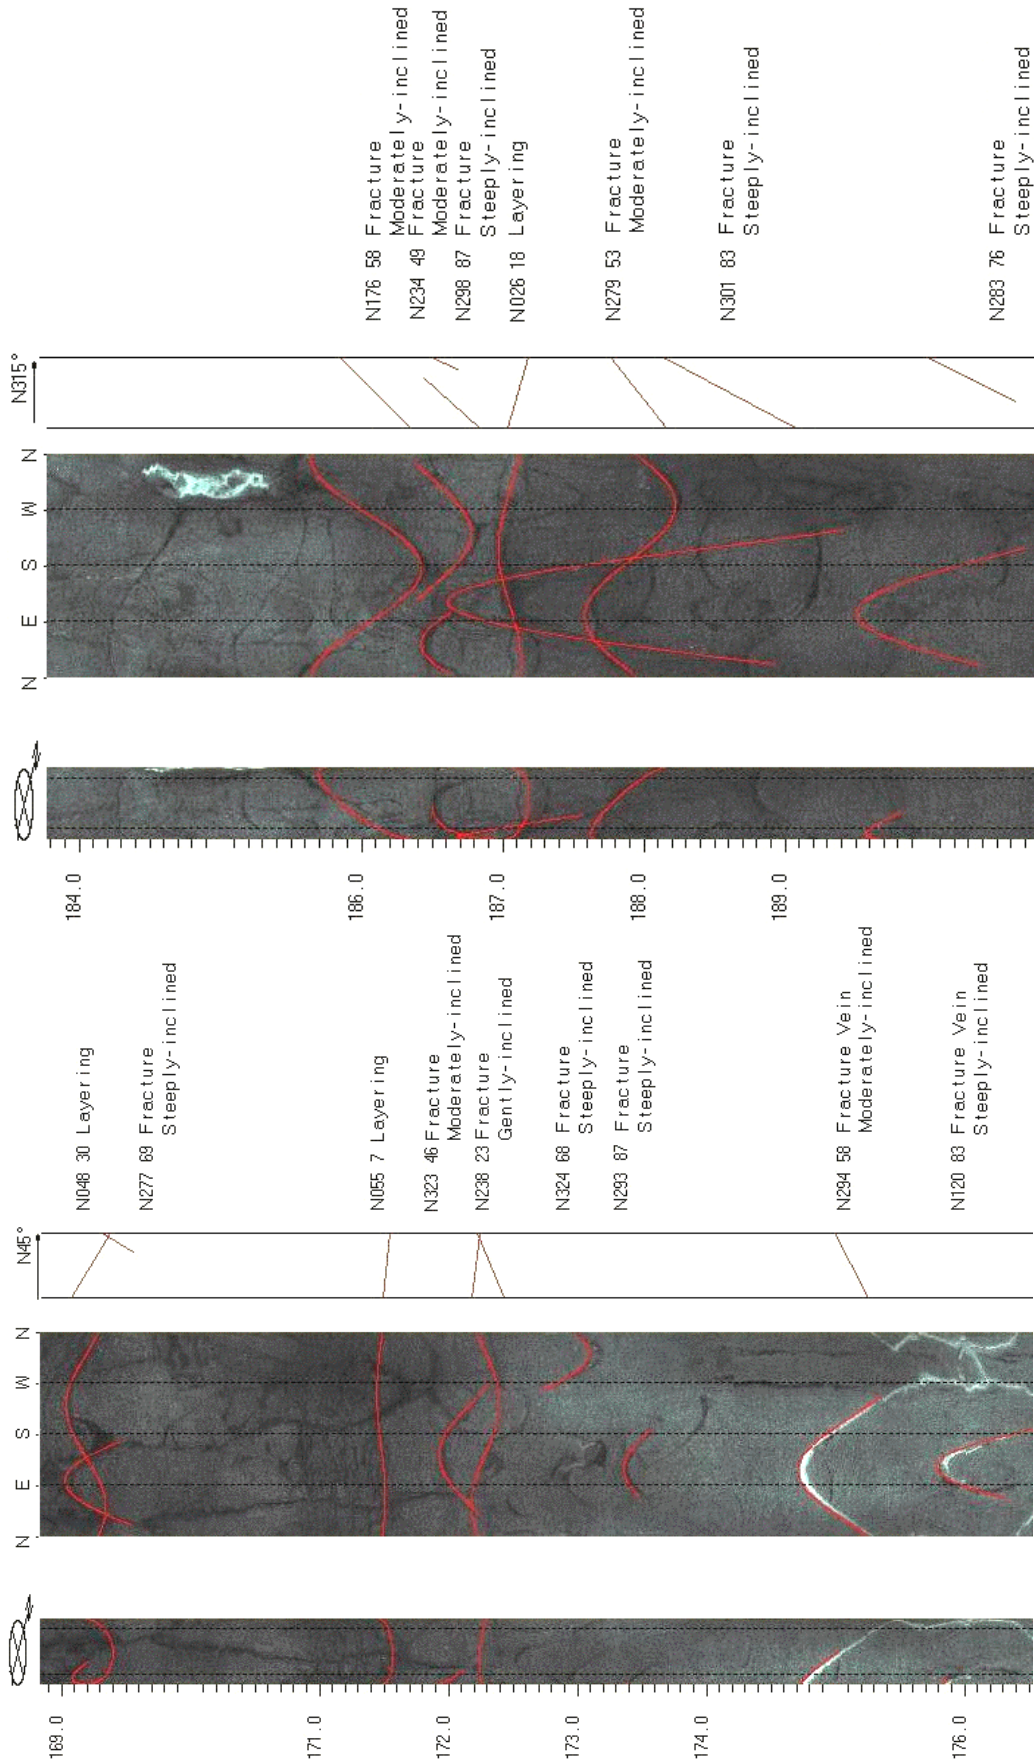 N315°
N
W
S
E
N
184.0
186.0
187.0
188.0
189.0
N176 58 Fracture
Moderately-inclined
N234 49 Fracture
Moderately-inclined
N298 87 Fracture
Steeply-inclined
N026 18 Layering
N279 53 Fracture
Moderately-inclined
N301 83 Fracture
Steeply-inclined
N283 76 Fracture
Steeply-inclined
N45°
N
W
S
E
N
169.0
171.0
172.0
173.0
174.0
176.0
N048 30 Layering
N277 69 Fracture
Steeply-inclined
N055 7 Layering
N323 46 Fracture
Moderately-inclined
N238 23 Fracture
Gently-inclined
N324 68 Fracture
Steeply-inclined
N293 87 Fracture
Steeply-inclined
N294 58 Fracture Vein
Moderately-inclined
N120 83 Fracture Vein
Steeply-inclined